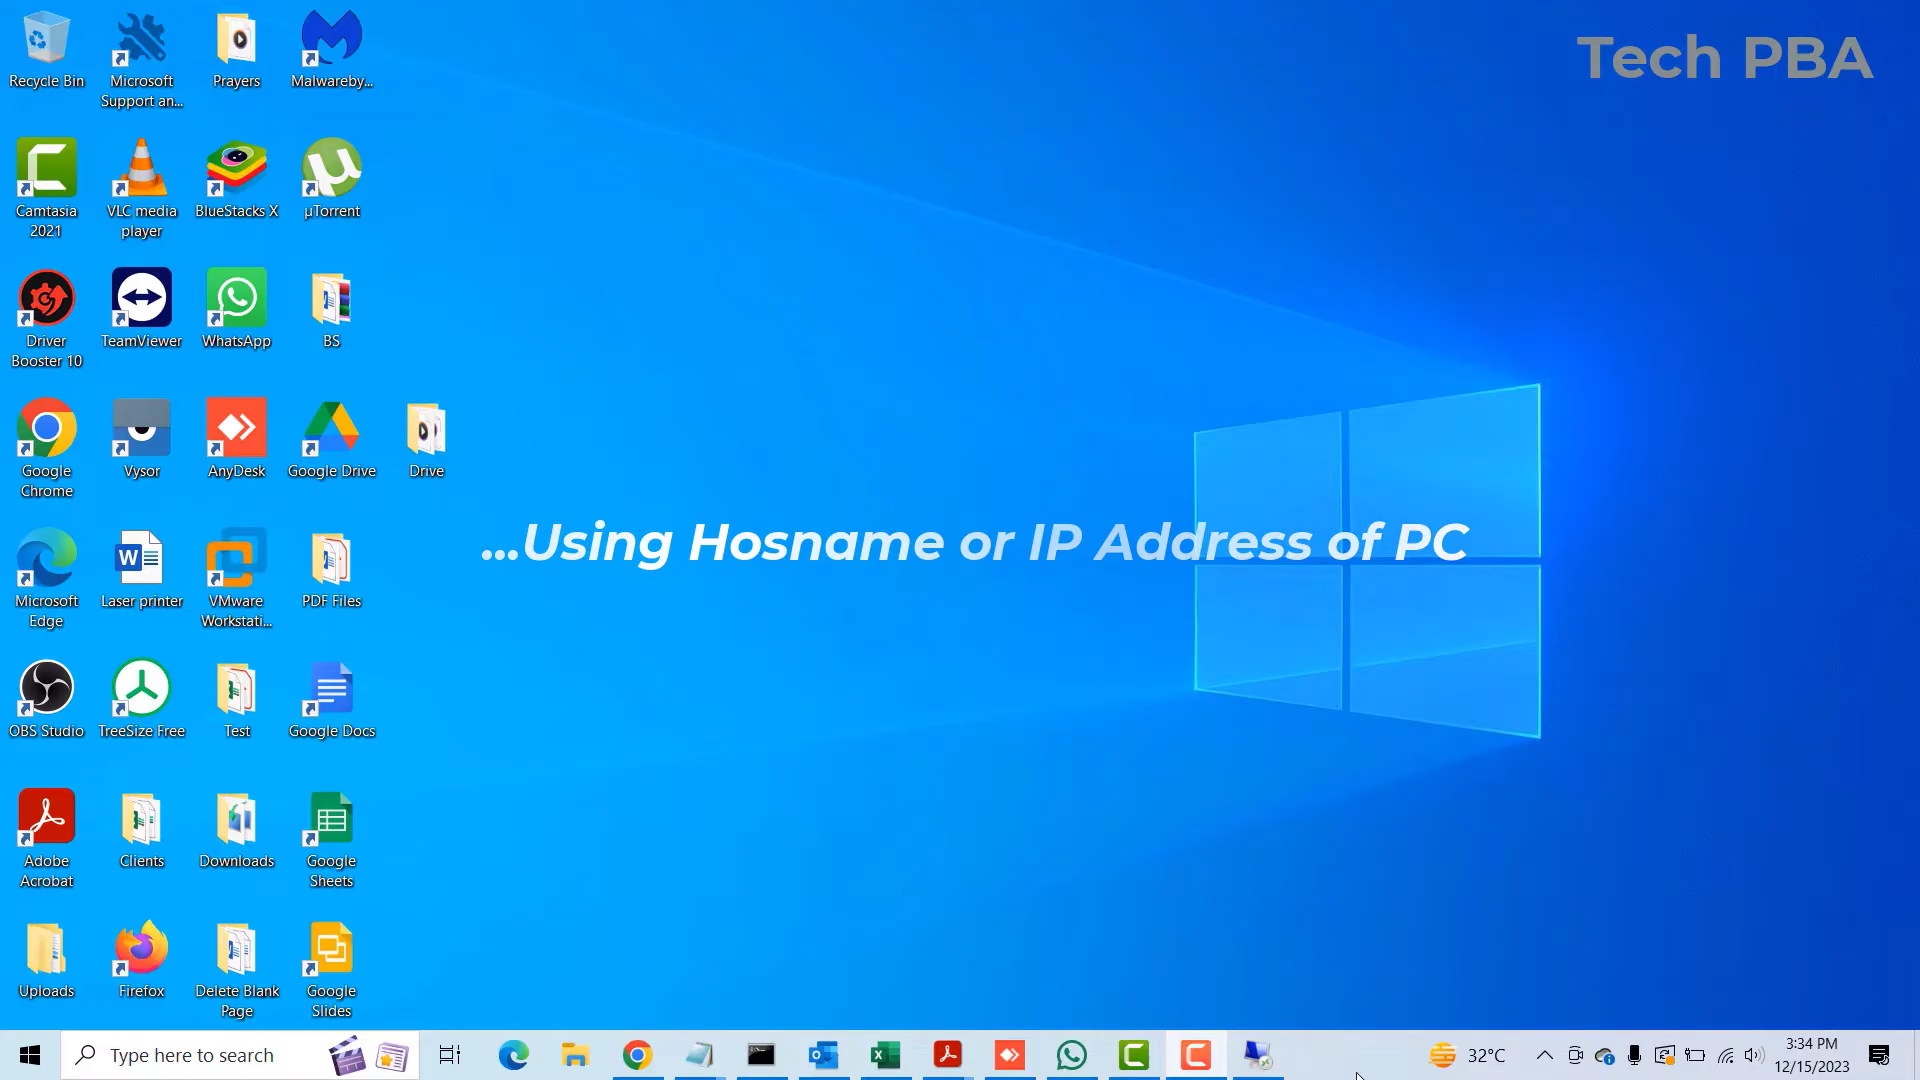 Tech PBA
Recycle Bin
Microsoft
Support an...
Prayers
Malwareby...
Camtasia
2021
VLC media
player
BlueStacks X
µTorrent
Driver
Booster 10
TeamViewer
WhatsApp
BS
Google
Chrome
Vysor
AnyDesk
Google Drive
Drive
...Using Hosname or IP Address of PC
Microsoft
Edge
Laser printer
VMware
Workstati...
PDF Files
OBS Studio
TreeSize Free
Test
Google Docs
Adobe
Acrobat
Clients
Downloads
Google
Sheets
Uploads
Firefox
Delete Blank
Page
Google
Slides
Type here to search
32°C
3:34 PM
12/15/2023